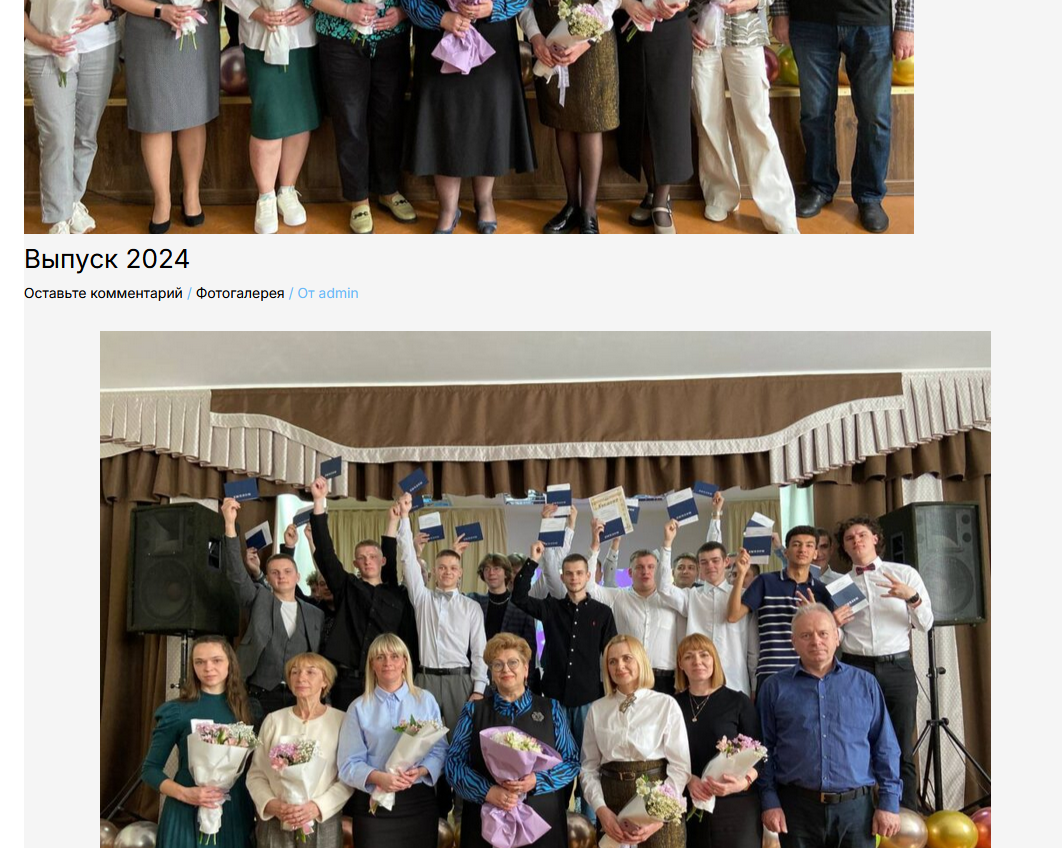 Выпуск 2024
Оставьте комментарий / Фотогалерея / От admin